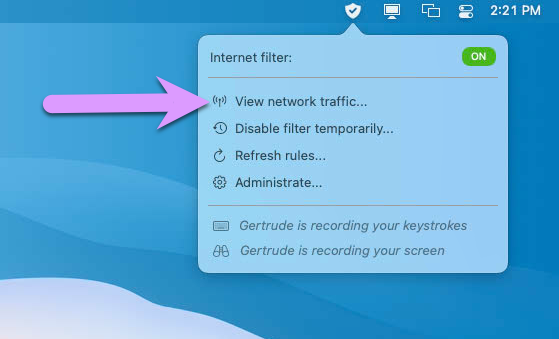 2:21 PM
Internet filter:
ON
View network traffic...
Disable filter temporarily...
Refresh rules...
Administrate...
Gertrude is recording your keystrokes
Gertrude is recording your screen